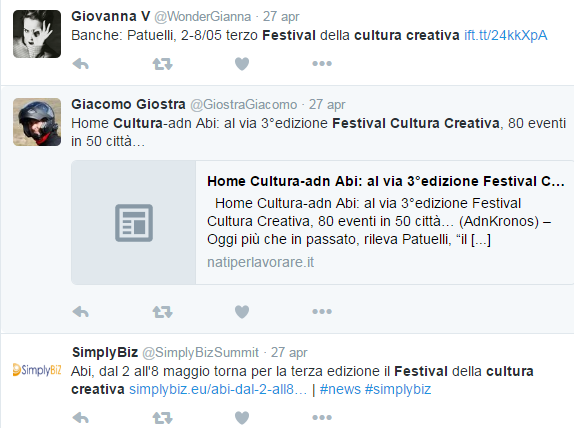 Giovanna V @WonderGianna · 27 apr
Banche: Patuelli, 2-8/05 terzo Festival della cultura creativa ift.tt/24kkXpA
Giacomo Giostra @GiostraGiacomo · 27 apr
Home Cultura-adn Abi: al via 3°edizione Festival Cultura Creativa, 80 eventi
in 50 città…
Home Cultura-adn Abi: al via 3°edizione Festival C…
Home Cultura-adn Abi: al via 3°edizione Festival
Cultura Creativa, 80 eventi in 50 città… (AdnKronos) –
Oggi più che in passato, rileva Patuelli, “il [...]
natiperlavorare.it
SimplyBiz @SimplyBizSummit · 27 apr
SimplyBIZ
Abi, dal 2 all'8 maggio torna per la terza edizione il Festival della cultura
creativa simplybiz.eu/abi-dal-2-all8… | #news #simplybiz